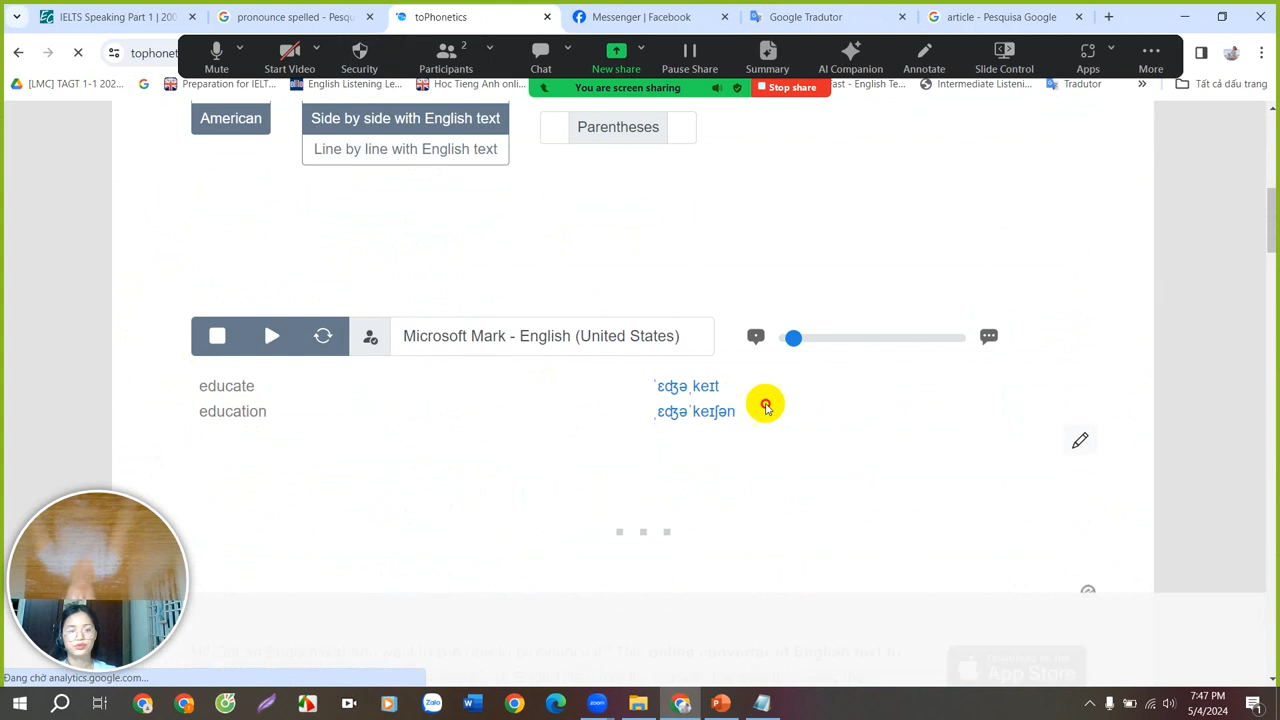 IELTS Speaking Part 1 | 200
pronounce spelled - Pesqu
toPhonetics
Messenger | Facebook
Google Tradutor
article - Pesquisa Google
tophonet
Mute
Start Video
Security
Participants
2
Chat
New share
Pause Share
Summary
AI Companion
Annotate
Slide Control
Apps
More
You are screen sharing
Stop share
[LMC] TAGT 1-1 202...
Preparation for IELT...
English Listening Le...
Hoc Tieng Anh onli...
ast - English Te...
Intermediate Listeni...
Tradutor
Tất cả dấu trang
American
Side by side with English text
Line by line with English text
Parentheses
Microsoft Mark - English (United States)
educate
ˈɛʤəˌkeɪt
education
ˌɛʤəˈkeɪʃən
Đang chờ analytics.google.com...
App Store
7:47 PM
5/4/2024